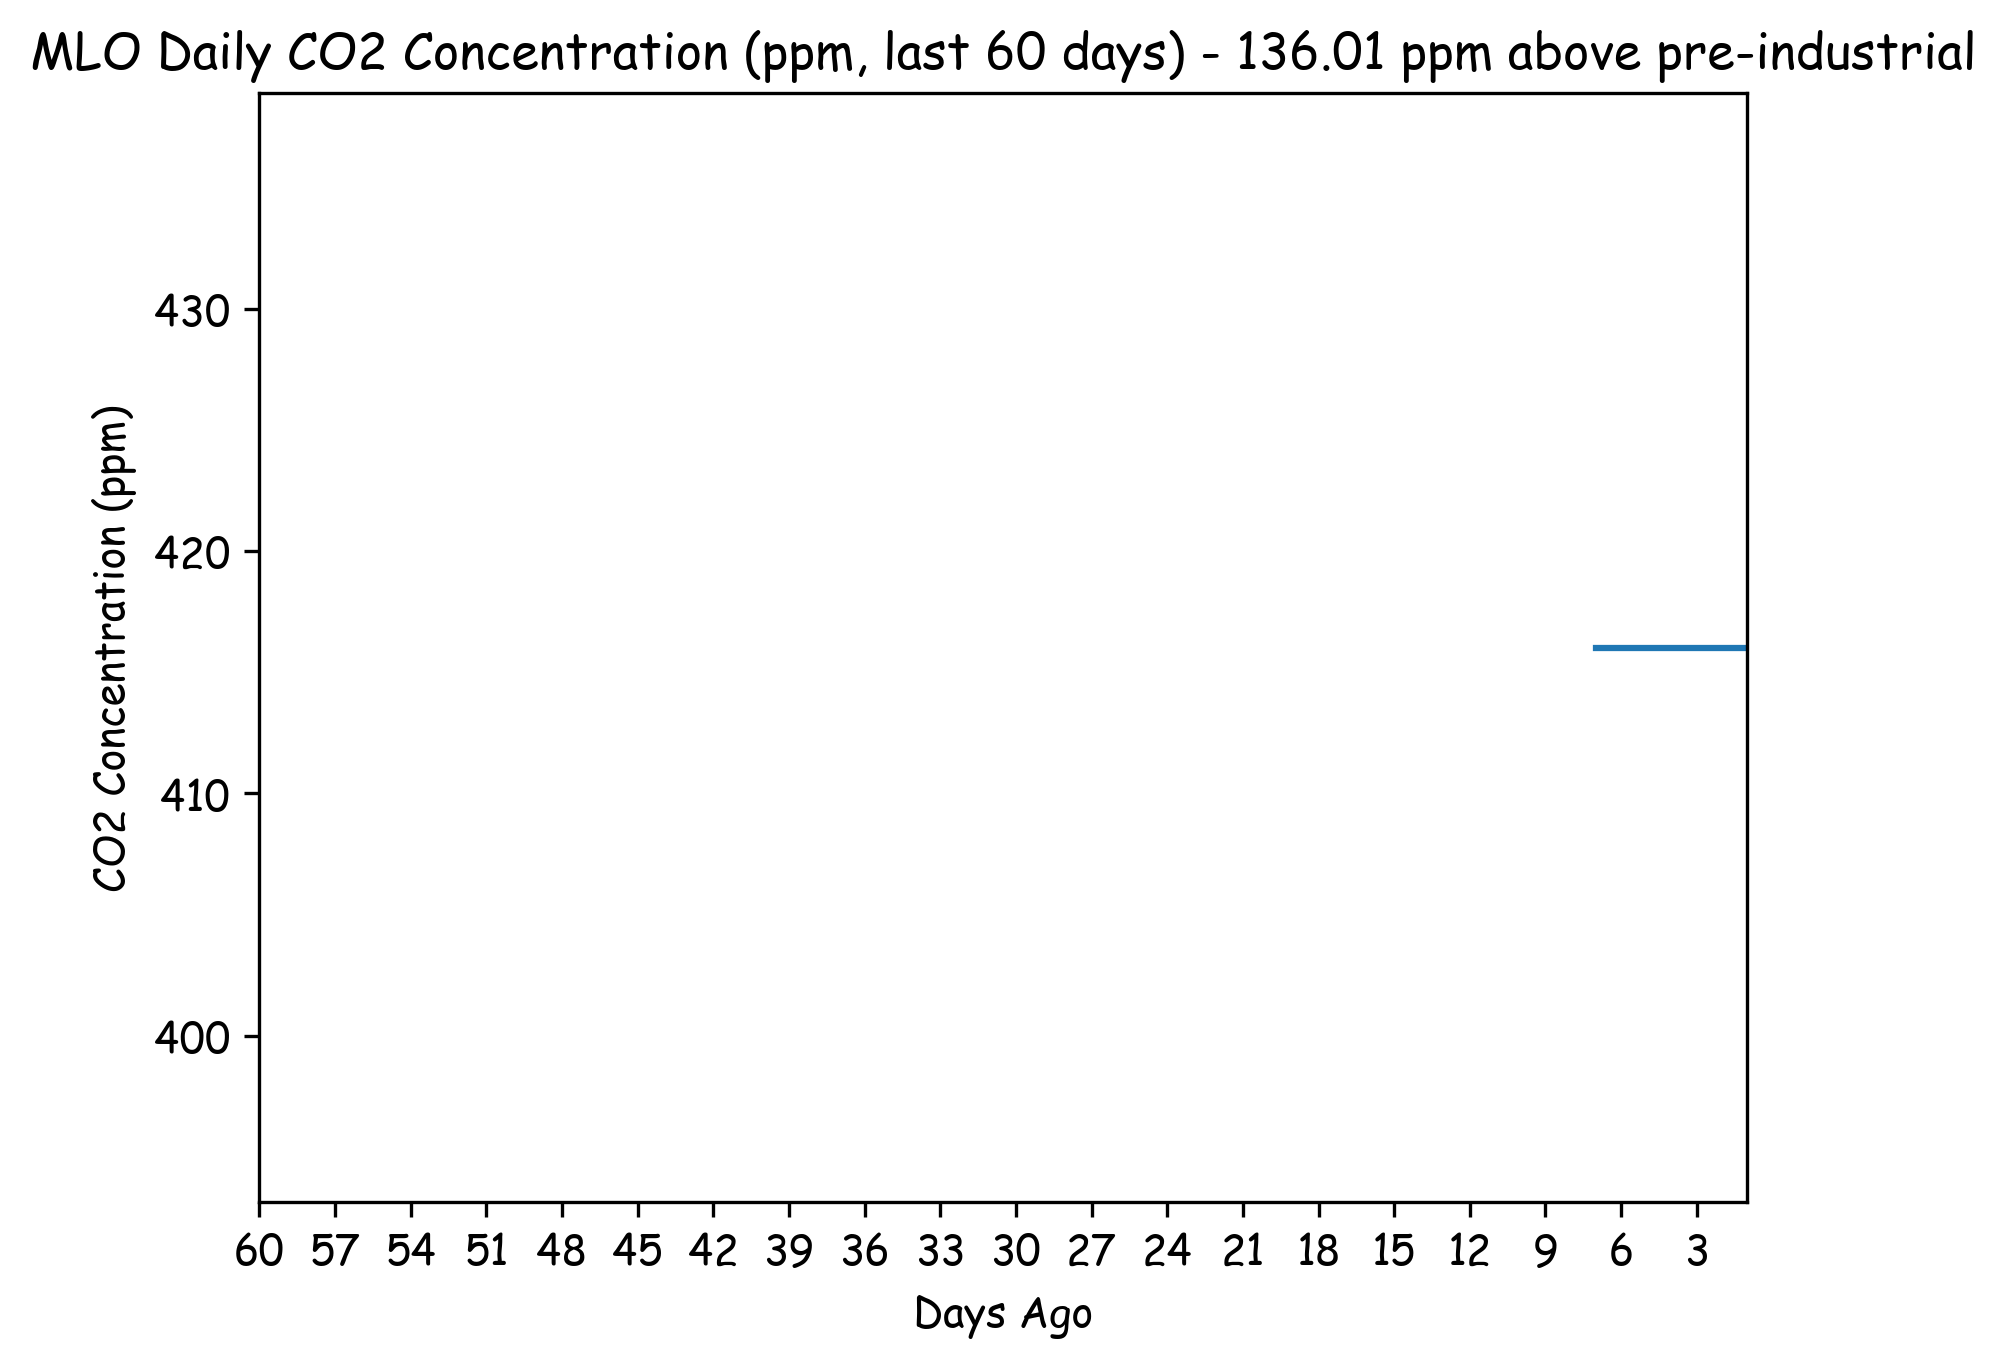 MLO Daily CO2 Concentration (ppm, last 60 days) - 136.01 ppm above pre-industrial
CO2 Concentration (ppm)
430
420
410
400
60 57 54 51 48 45 42 39 36 33 30 27 24 21 18 15 12 9 6 3
Days Ago